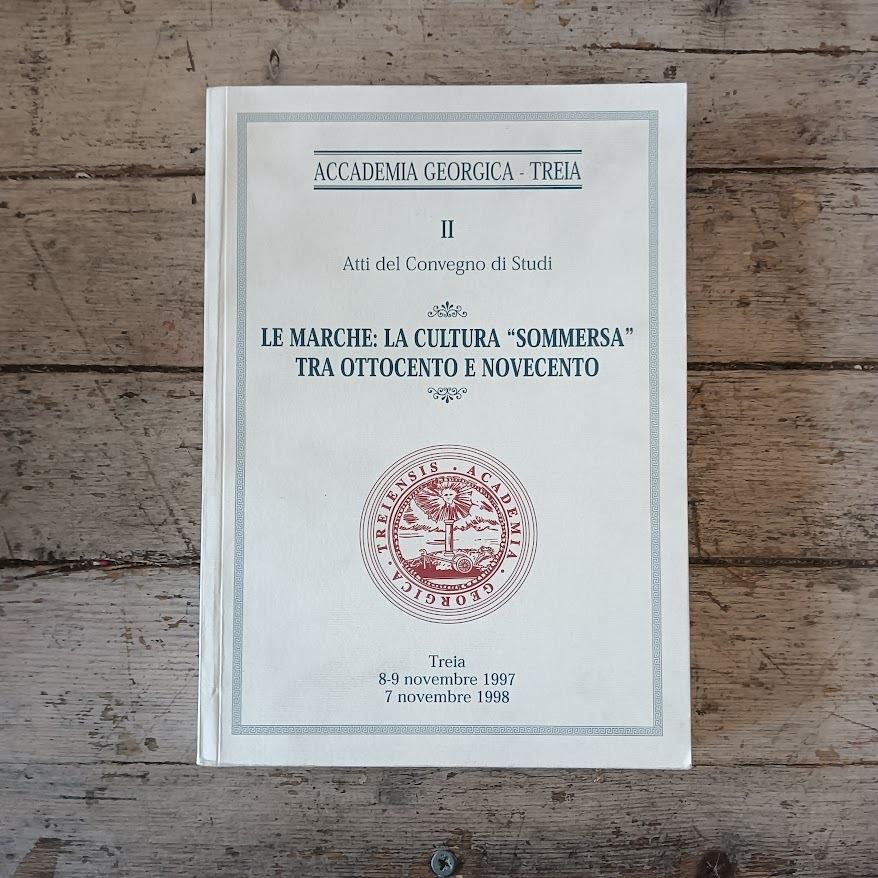 ACCADEMIA GEORGICA - TREIA
II
Atti del Convegno di Studi
LE MARCHE: LA CULTURA “SOMMERSA”
TRA OTTOCENTO E NOVECENTO
TREIENSIS · ACADEMIA · GEORGICA ·
Treia
8-9 novembre 1997
7 novembre 1998